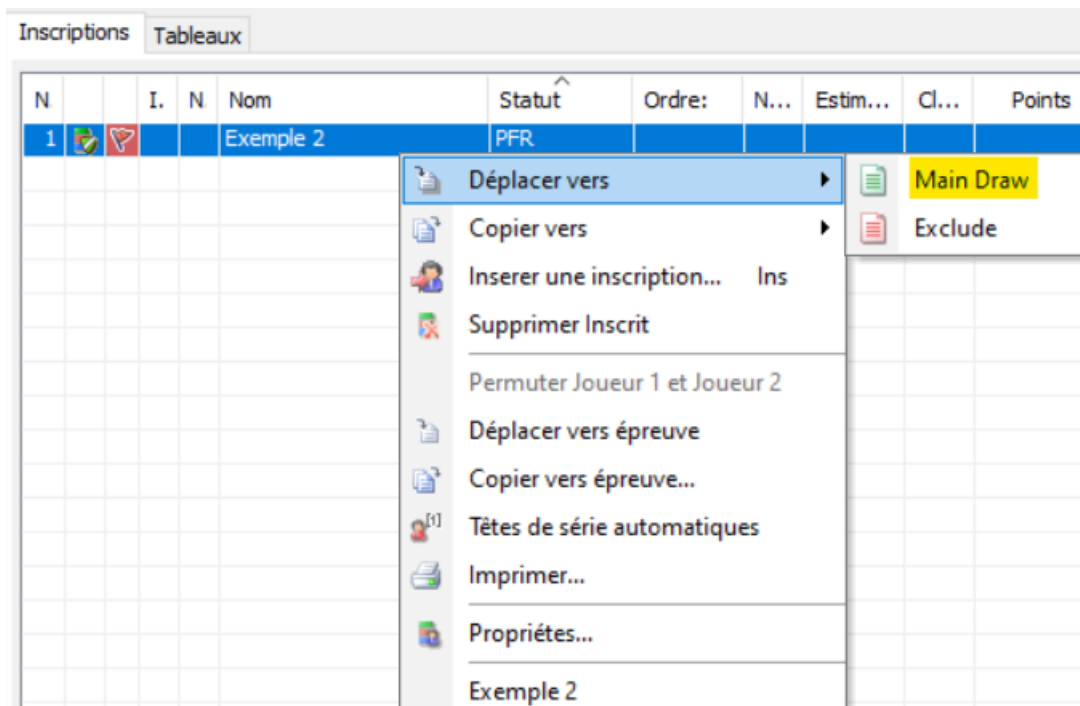 Inscriptions Tableaux
N I. N Nom Statut Ordre: N... Estim... Cl... Points
1 Exemple 2 PFR
Déplacer vers Main Draw
Copier vers Exclude
Inserer une inscription... Ins
Supprimer Inscrit
Permuter Joueur 1 et Joueur 2
Déplacer vers épreuve
Copier vers épreuve...
[1] Têtes de série automatiques
Imprimer...
Propriétes...
Exemple 2